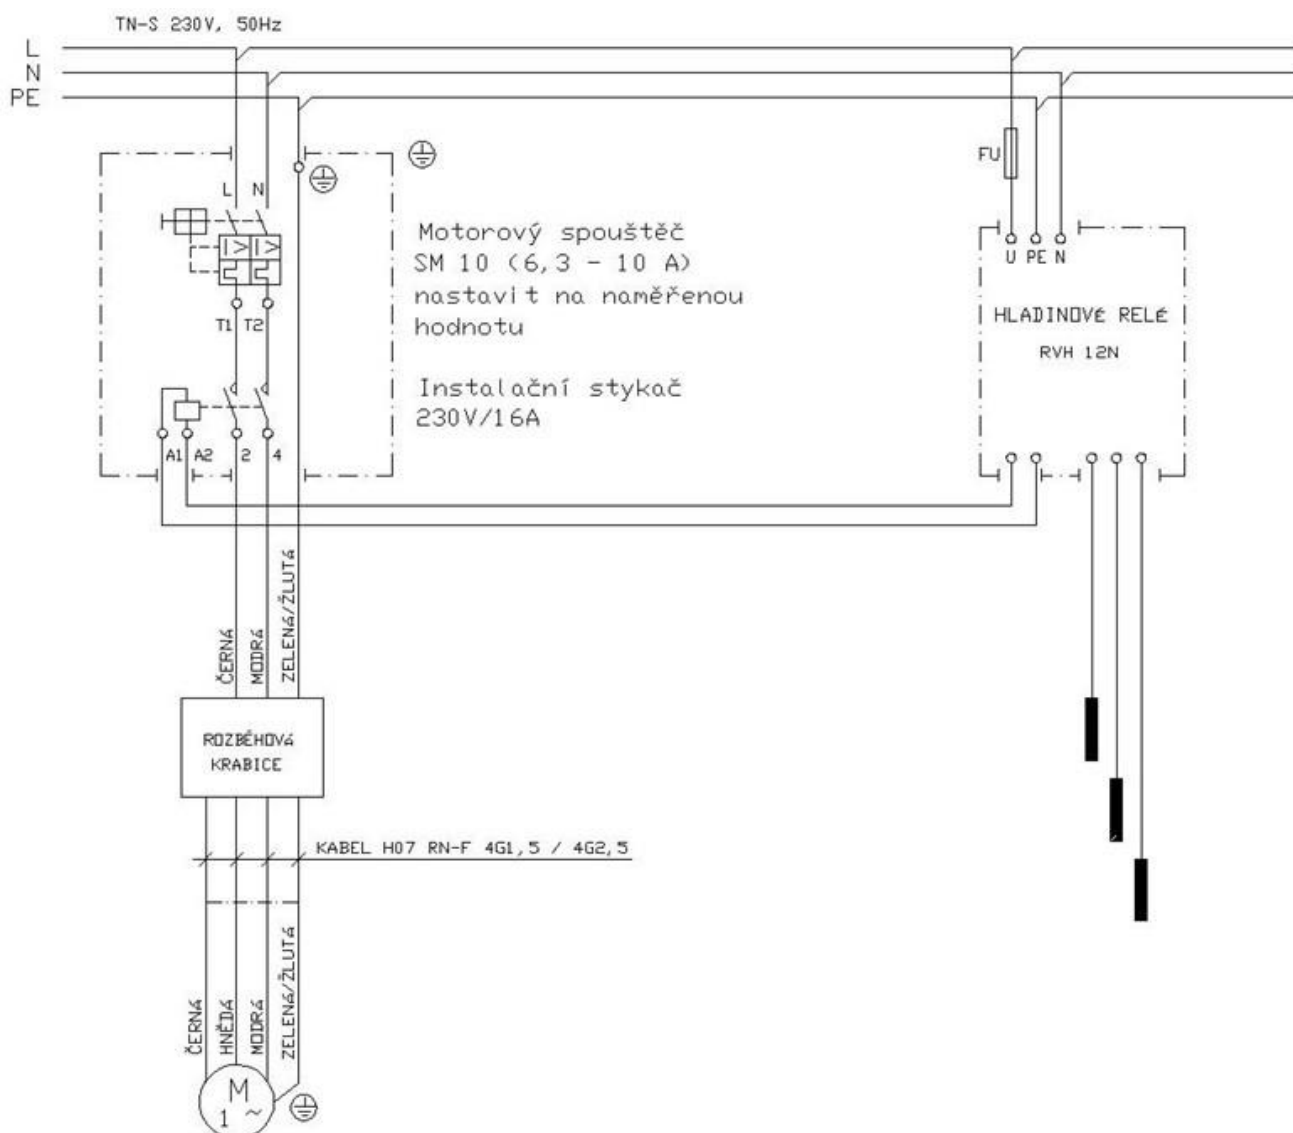 TN-S 230V, 50Hz
L
N
PE
FU
L N
Motorový spouštěč
SM 10 (6,3 - 10 A)
nastavit na naměřenou
hodnotu
U PE N
HLADINOVÉ RELÉ
RVH 12N
T1 T2
Instalační stykač
230V/16A
A1 A2 2 4
ČERNÁ
MODRÁ
ZELENÁ/ŽLUTÁ
ROZBĚHOVÁ
KRABICE
KABEL H07 RN-F 4G1,5 / 4G2,5
ČERNÁ
HNĚDÁ
MODRÁ
ZELENÁ/ŽLUTÁ
M
1 ~